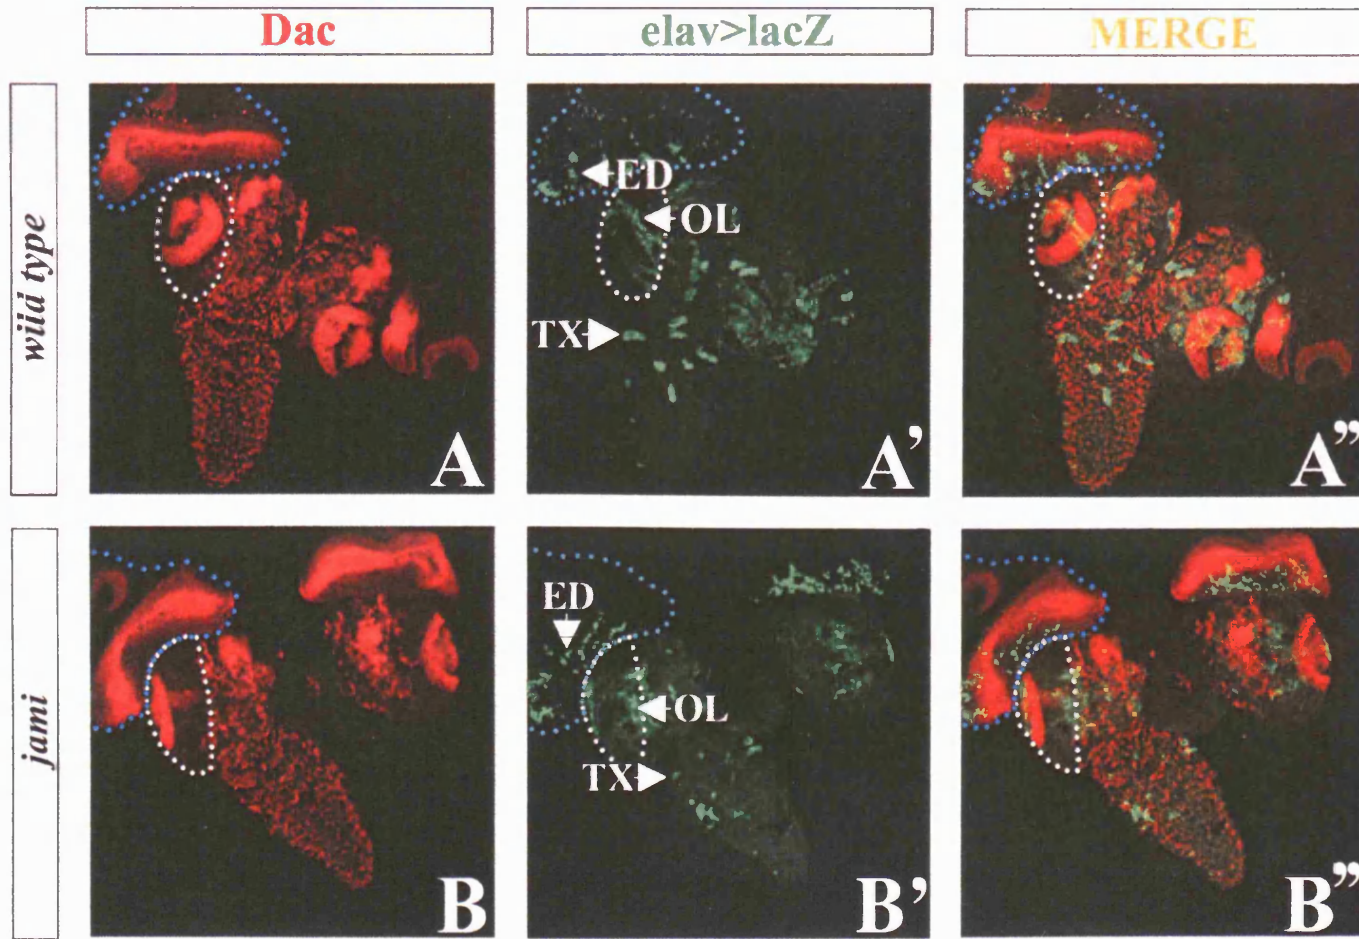 Dac
elav>lacZ
MERGE
wild type
A
ED
OL
TX
A’
A”
jami
B
ED
OL
TX
B’
B”